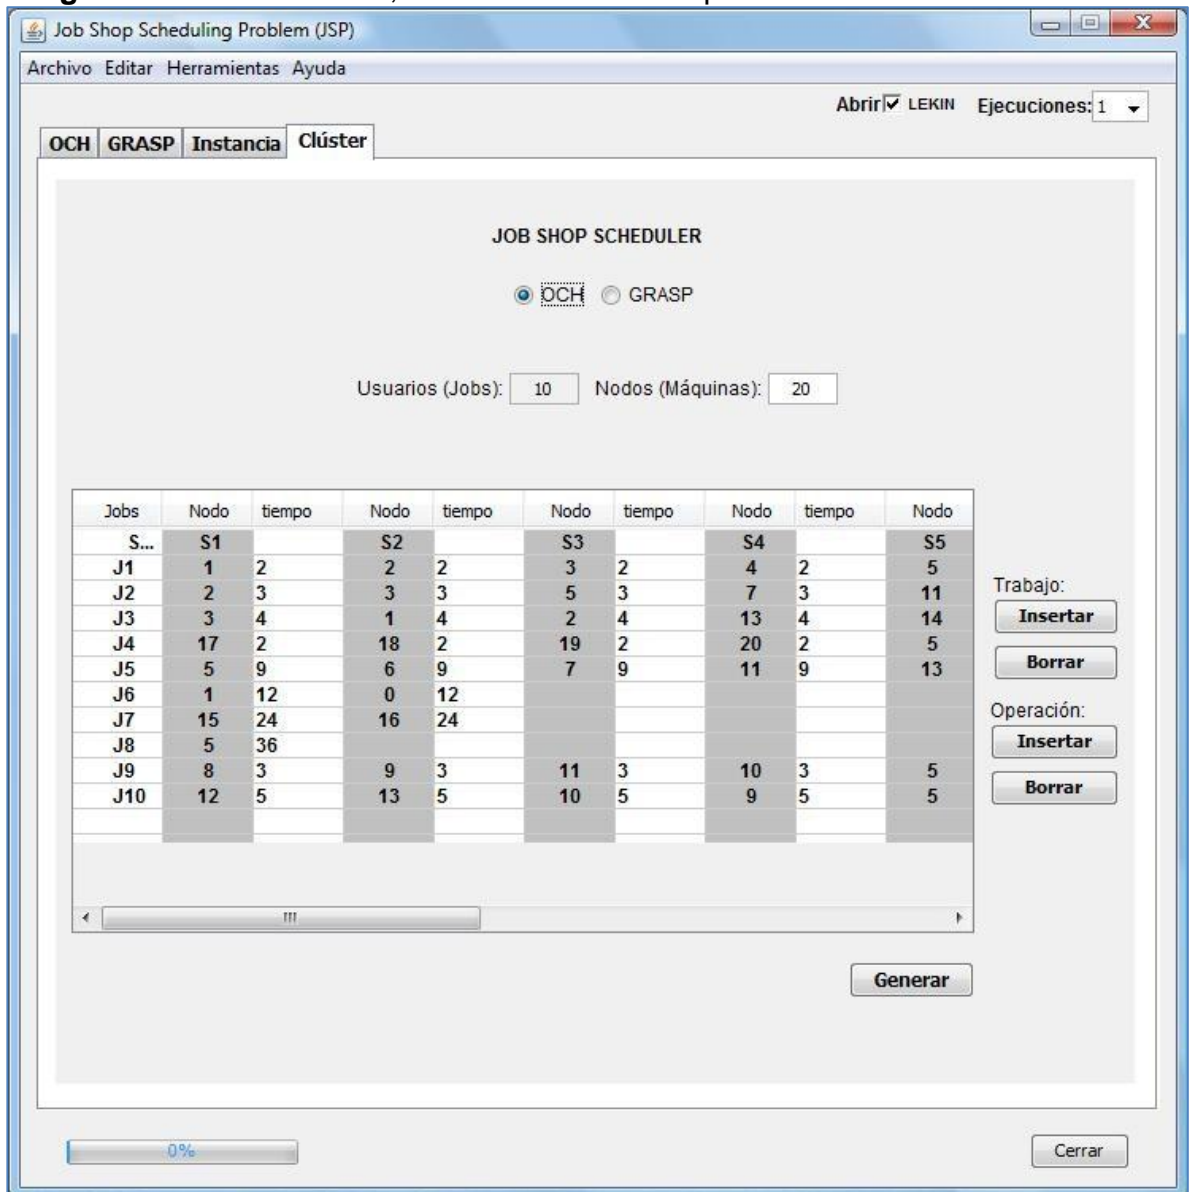 Job Shop Scheduling Problem (JSP)
Archivo Editar Herramientas Ayuda
Abrir LEKIN Ejecuciones: 1
OCH GRASP Instancia Clúster
JOB SHOP SCHEDULER
OCH GRASP
Usuarios (Jobs): 10 Nodos (Máquinas): 20
Jobs Nodo tiempo Nodo tiempo Nodo tiempo Nodo tiempo Nodo
S... S1 S2 S3 S4 S5
J1 1 2 2 2 3 2 4 2 5
J2 2 3 3 3 5 3 7 3 11
J3 3 4 1 4 2 4 13 4 14
J4 17 2 18 2 19 2 20 2 5
J5 5 9 6 9 7 9 11 9 13
J6 1 12 0 12
J7 15 24 16 24
J8 5 36
J9 8 3 9 3 11 3 10 3 5
J10 12 5 13 5 10 5 9 5 5
Trabajo:
Insertar
Borrar
Operación:
Insertar
Borrar
Generar
0%
Cerrar